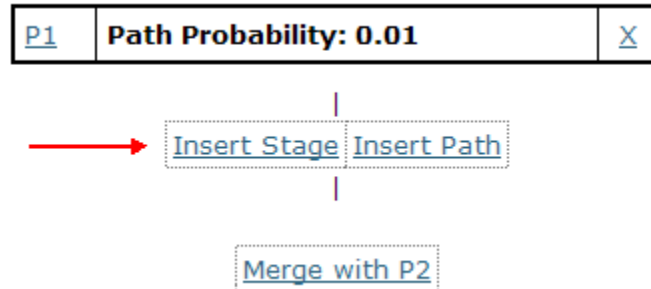 P1 Path Probability: 0.01 X
Insert Stage Insert Path
Merge with P2